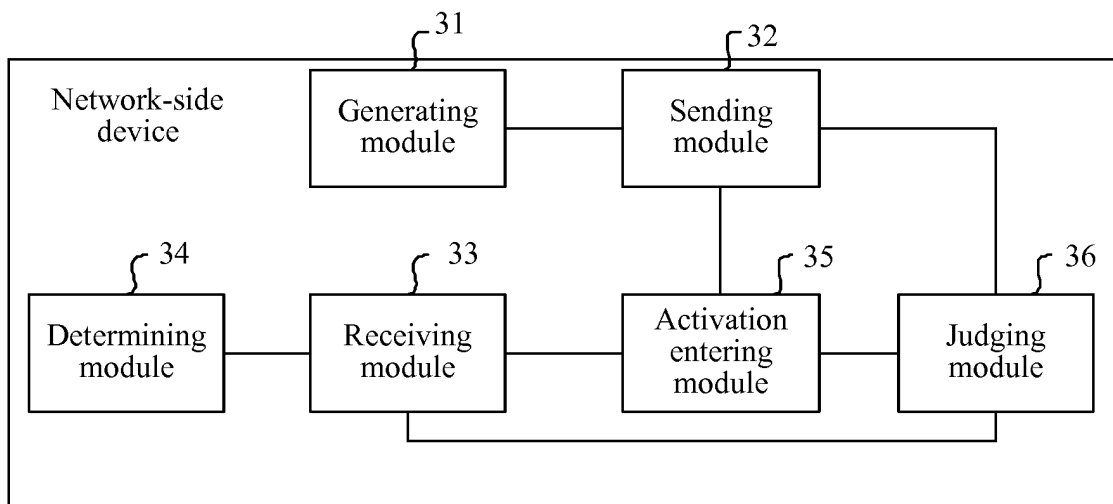 31
32
Network-side
device
Generating
module
Sending
module
34
33
35
36
Determining
module
Receiving
module
Activation
entering
module
Judging
module